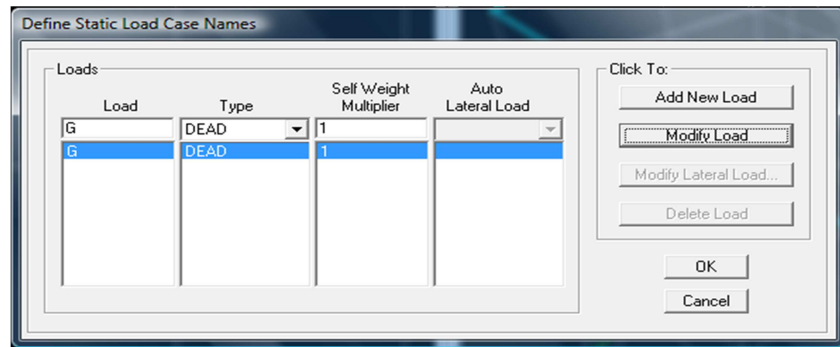 Define Static Load Case Names
Loads
Click To:
Load
Type
Self Weight
Multiplier
Auto
Lateral Load
G
DEAD
1
G
DEAD
1
Add New Load
Modify Load
Modify Lateral Load...
Delete Load
OK
Cancel